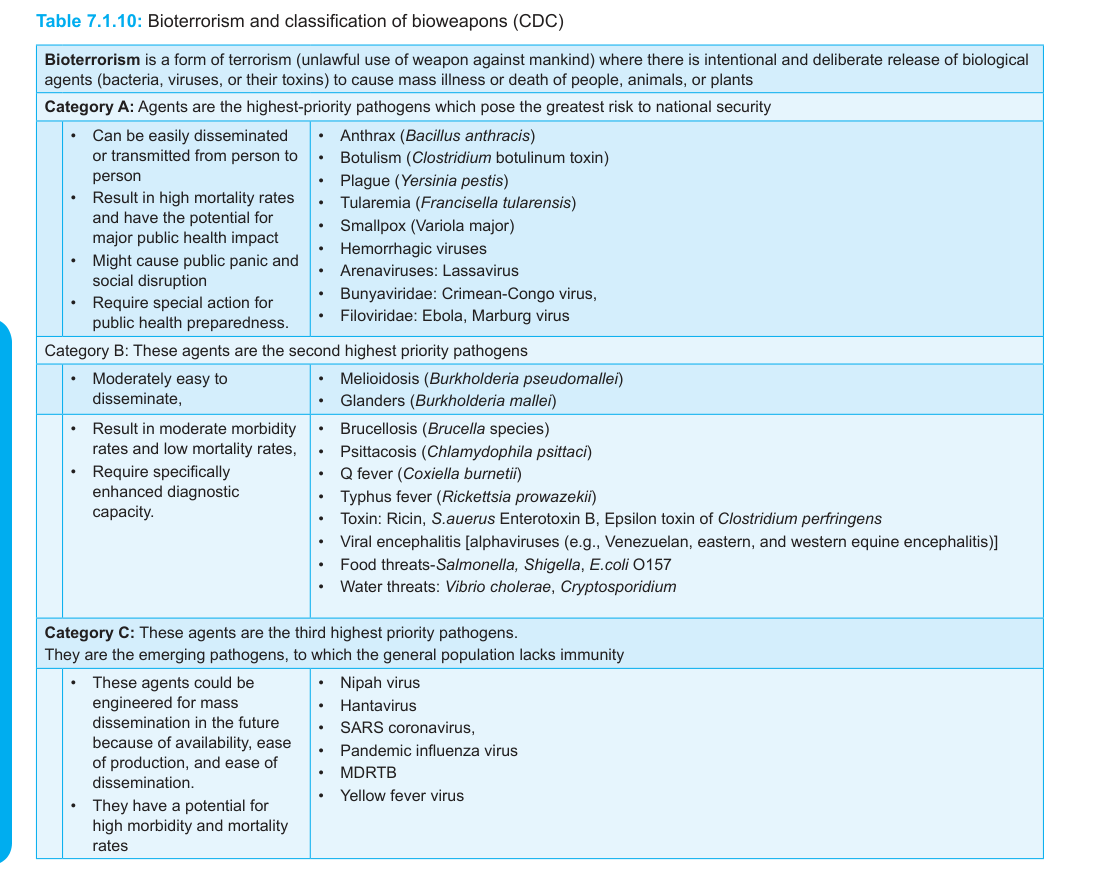 Table 7.1.10: Bioterrorism and classification of bioweapons (CDC)
Bioterrorism is a form of terrorism (unlawful use of weapon against mankind) where there is intentional and deliberate release of biological
agents (bacteria, viruses, or their toxins) to cause mass illness or death of people, animals, or plants
Category A: Agents are the highest-priority pathogens which pose the greatest risk to national security
• Can be easily disseminated
or transmitted from person to
person
• Result in high mortality rates
and have the potential for
major public health impact
• Might cause public panic and
social disruption
• Require special action for
public health preparedness.
• Anthrax (Bacillus anthracis)
• Botulism (Clostridium botulinum toxin)
• Plague (Yersinia pestis)
• Tularemia (Francisella tularensis)
• Smallpox (Variola major)
• Hemorrhagic viruses
• Arenaviruses: Lassavirus
• Bunyaviridae: Crimean-Congo virus,
• Filoviridae: Ebola, Marburg virus
Category B: These agents are the second highest priority pathogens
• Moderately easy to
disseminate,
• Melioidosis (Burkholderia pseudomallei)
• Glanders (Burkholderia mallei)
• Result in moderate morbidity
rates and low mortality rates,
• Require specifically
enhanced diagnostic
capacity.
• Brucellosis (Brucella species)
• Psittacosis (Chlamydophila psittaci)
• Q fever (Coxiella burnetii)
• Typhus fever (Rickettsia prowazekii)
• Toxin: Ricin, S.auerus Enterotoxin B, Epsilon toxin of Clostridium perfringens
• Viral encephalitis [alphaviruses (e.g., Venezuelan, eastern, and western equine encephalitis)]
• Food threats-Salmonella, Shigella, E.coli O157
• Water threats: Vibrio cholerae, Cryptosporidium
Category C: These agents are the third highest priority pathogens.
They are the emerging pathogens, to which the general population lacks immunity
• These agents could be
engineered for mass
dissemination in the future
because of availability, ease
of production, and ease of
dissemination.
• They have a potential for
high morbidity and mortality
rates
• Nipah virus
• Hantavirus
• SARS coronavirus,
• Pandemic influenza virus
• MDRTB
• Yellow fever virus